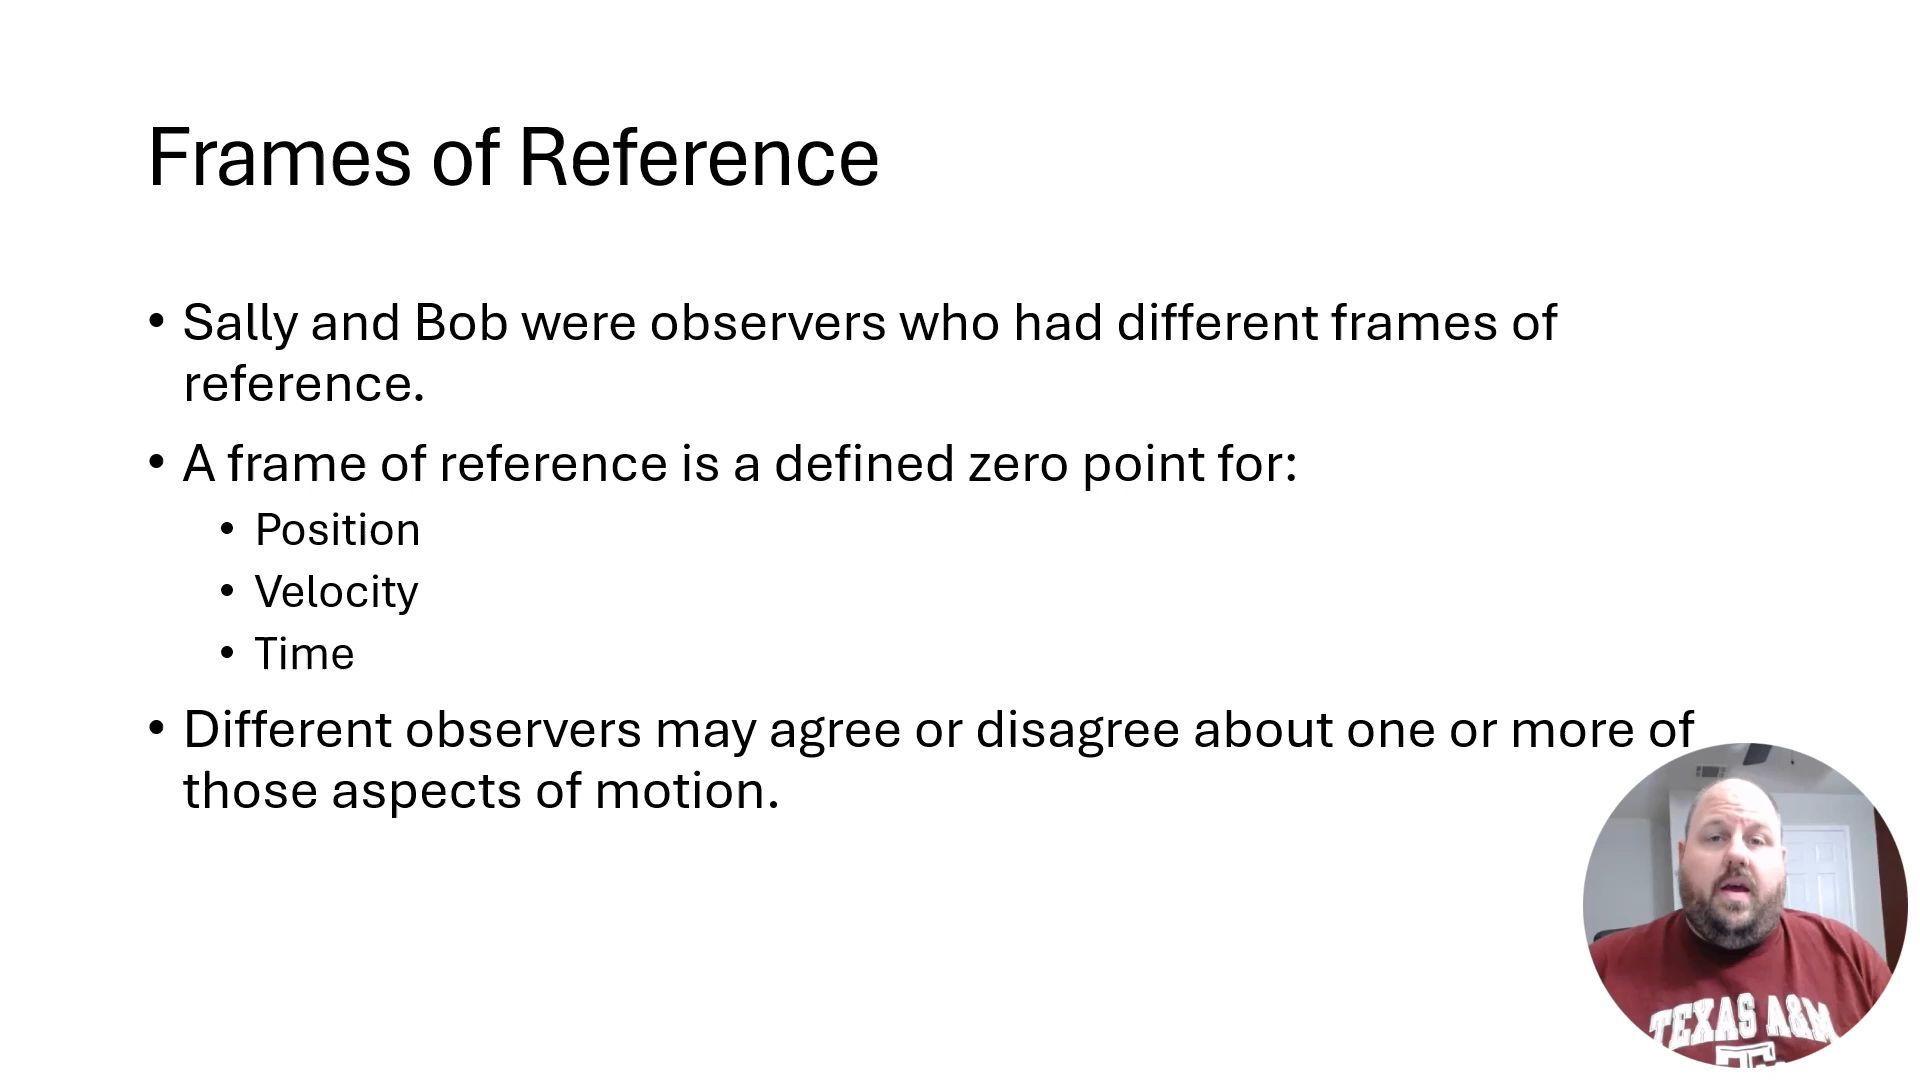 Frames of Reference
• Sally and Bob were observers who had different frames of
reference.
• A frame of reference is a defined zero point for:
• Position
• Velocity
• Time
• Different observers may agree or disagree about one or more of
those aspects of motion.
TEXAS A&M